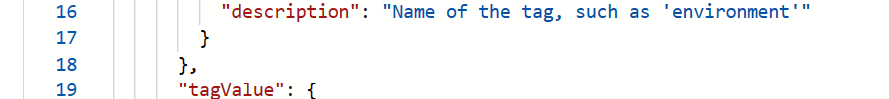 16 "description": "Name of the tag, such as 'environment'"
17 }
18 },
19 "tagValue": {